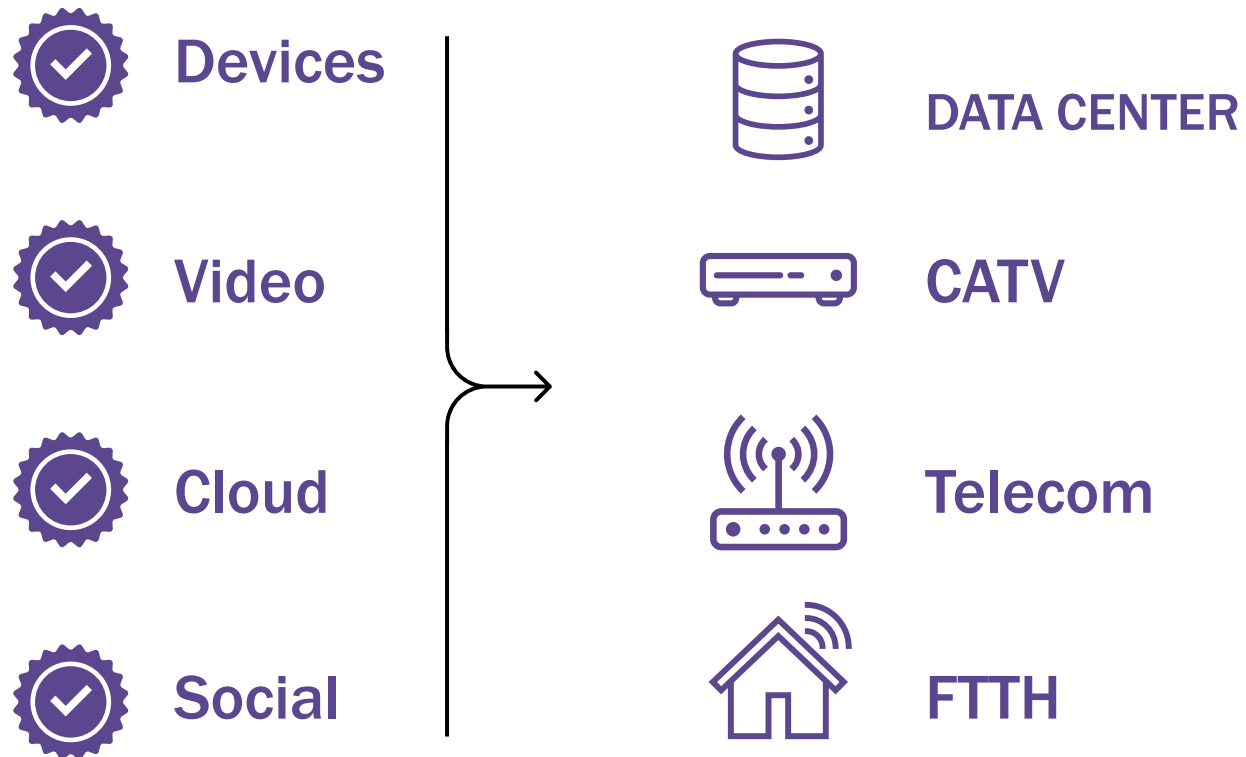 Devices
Video
Cloud
Social
DATA CENTER
CATV
Telecom
FTTH